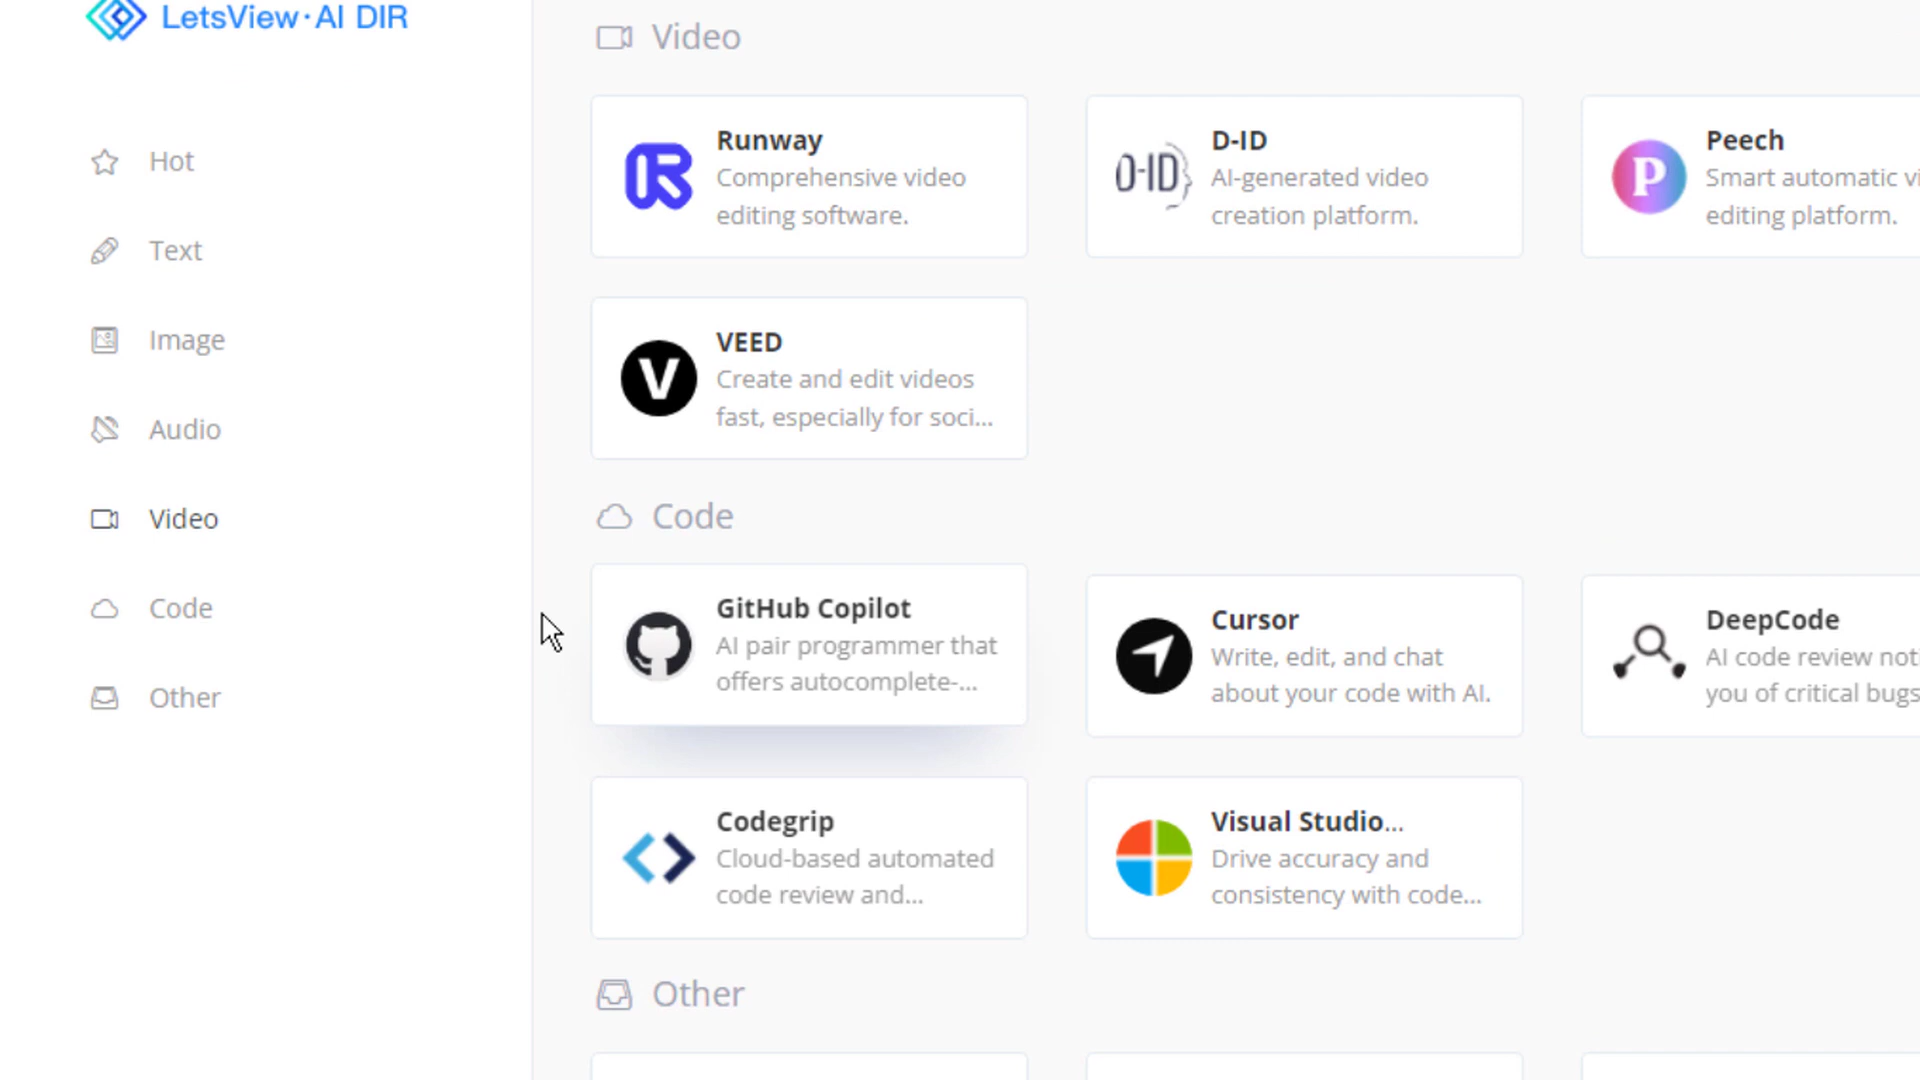 LetsView·AI DIR
Hot
Text
Image
Audio
Video
Code
Other
Video
Runway
Comprehensive video
editing software.
D-ID
D-ID
AI-generated video
creation platform.
P
Peech
Smart automatic
editing platform.
V
VEED
Create and edit videos
fast, especially for soci...
Code
GitHub Copilot
AI pair programmer that
offers autocomplete-...
Cursor
Write, edit, and chat
about your code with AI.
DeepCode
AI code review
you of critical bugs
Codegrip
Cloud-based automated
code review and...
Visual Studio...
Drive accuracy and
consistency with code...
Other